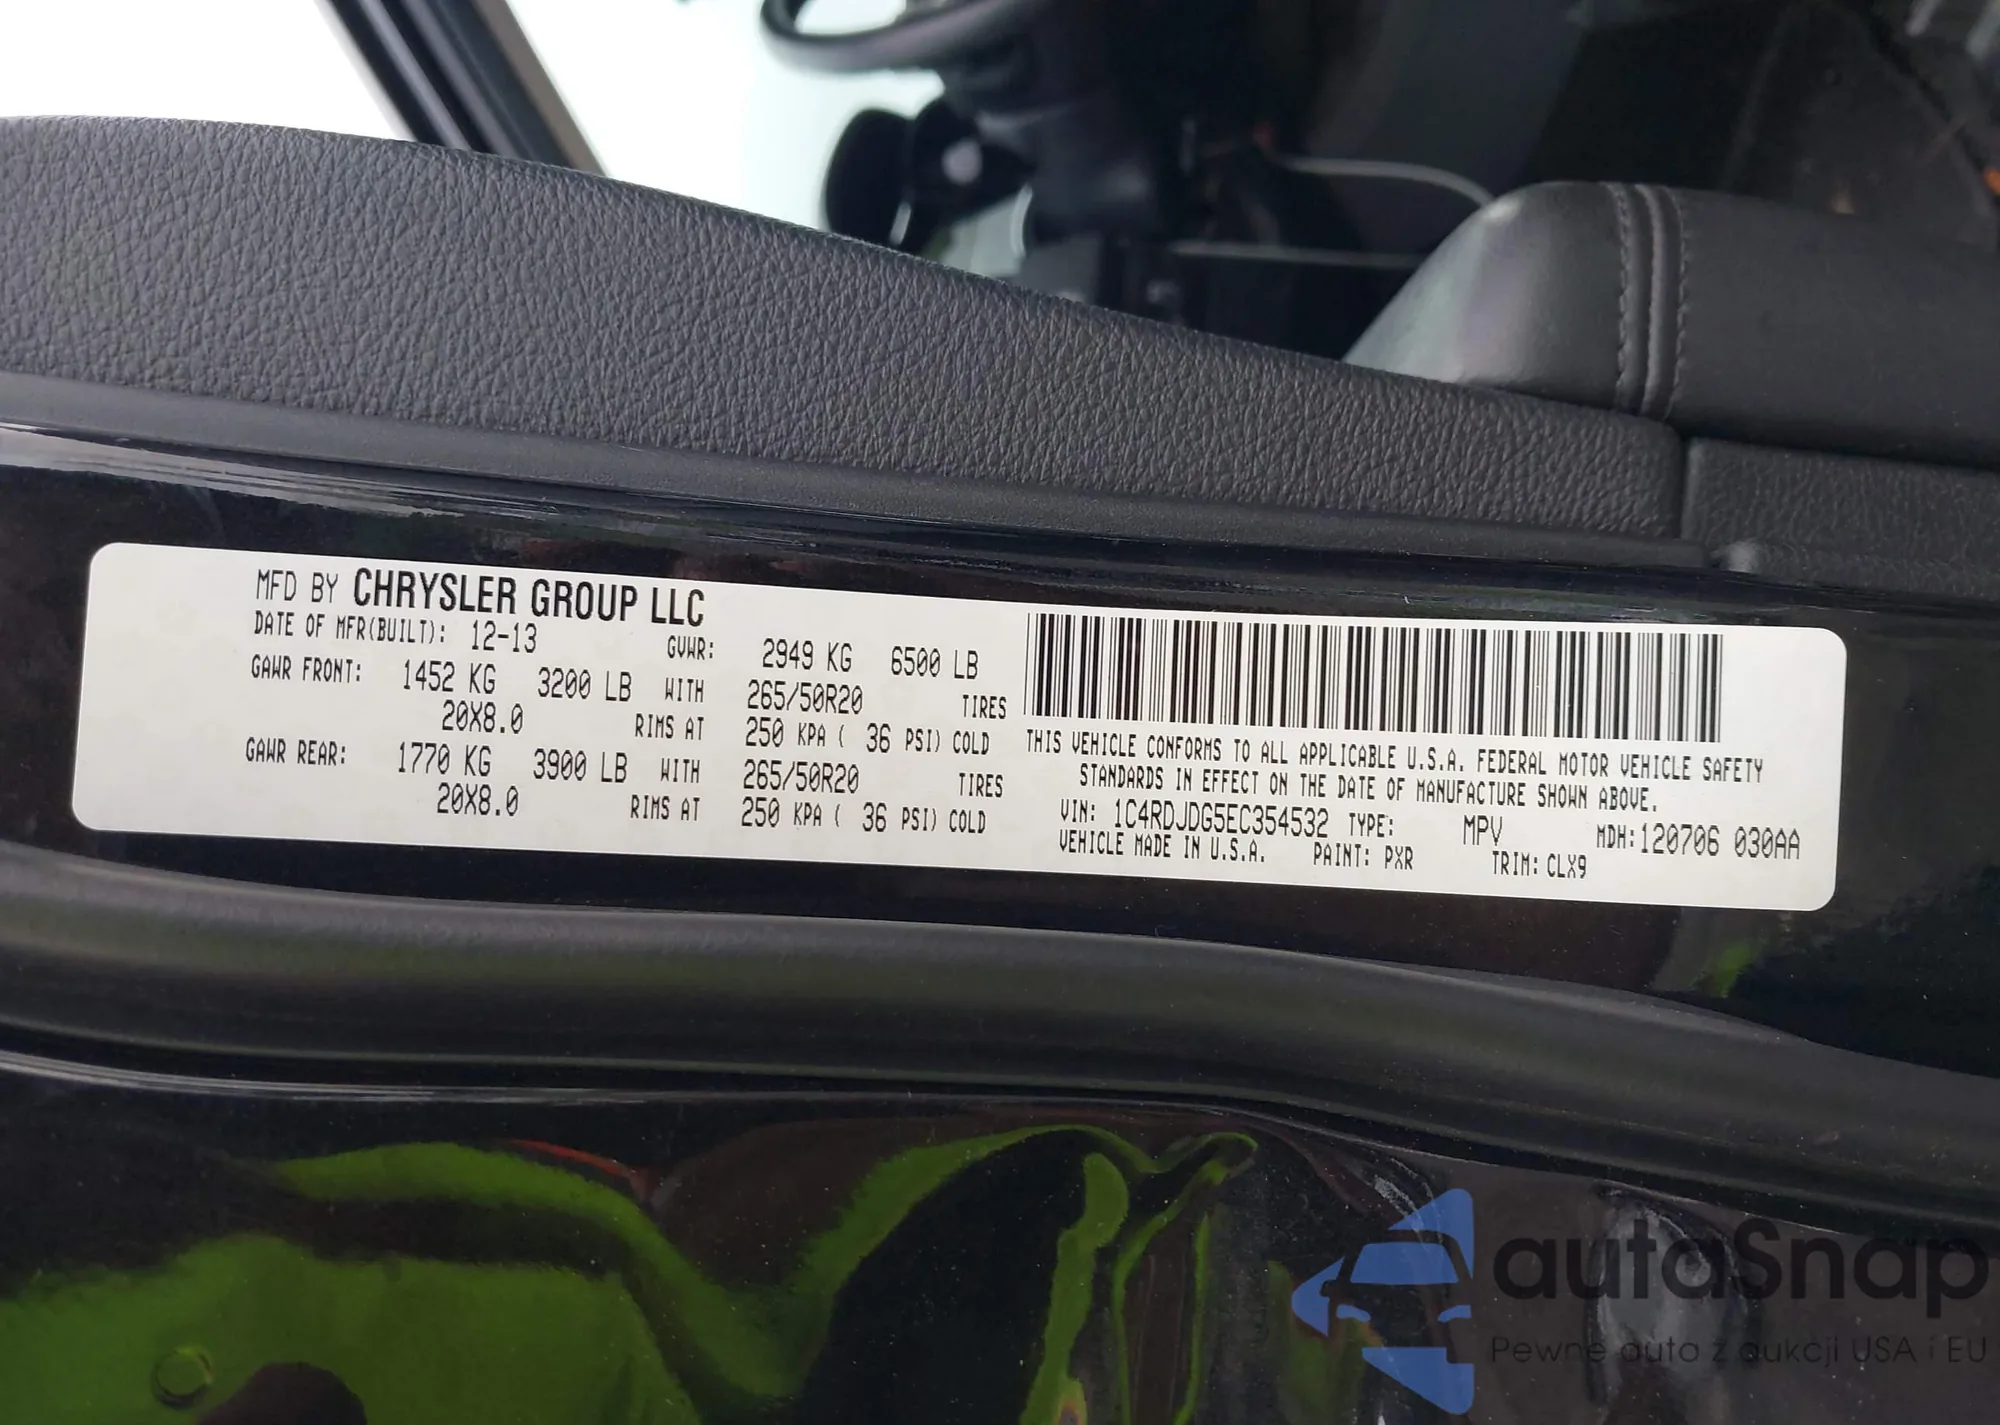 MFD BY CHRYSLER GROUP LLC
DATE OF MFR(BUILT): 12-13 GVWR: 2949 KG 6500 LB
GAWR FRONT: 1452 KG 3200 LB WITH 265/50R20 TIRES
20X8.0 RIMS AT 250 KPA ( 36 PSI) COLD
GAWR REAR: 1770 KG 3900 LB WITH 265/50R20 TIRES
20X8.0 RIMS AT 250 KPA ( 36 PSI) COLD
THIS VEHICLE CONFORMS TO ALL APPLICABLE U.S.A. FEDERAL MOTOR VEHICLE SAFETY
STANDARDS IN EFFECT ON THE DATE OF MANUFACTURE SHOWN ABOVE.
VIN: 1C4RDJDG5EC354532 TYPE: MPV MDH:120706 030AA
VEHICLE MADE IN U.S.A. PAINT: PXR TRIM: CLX9
autaSnap
Pewne auto z aukcji USA i EU